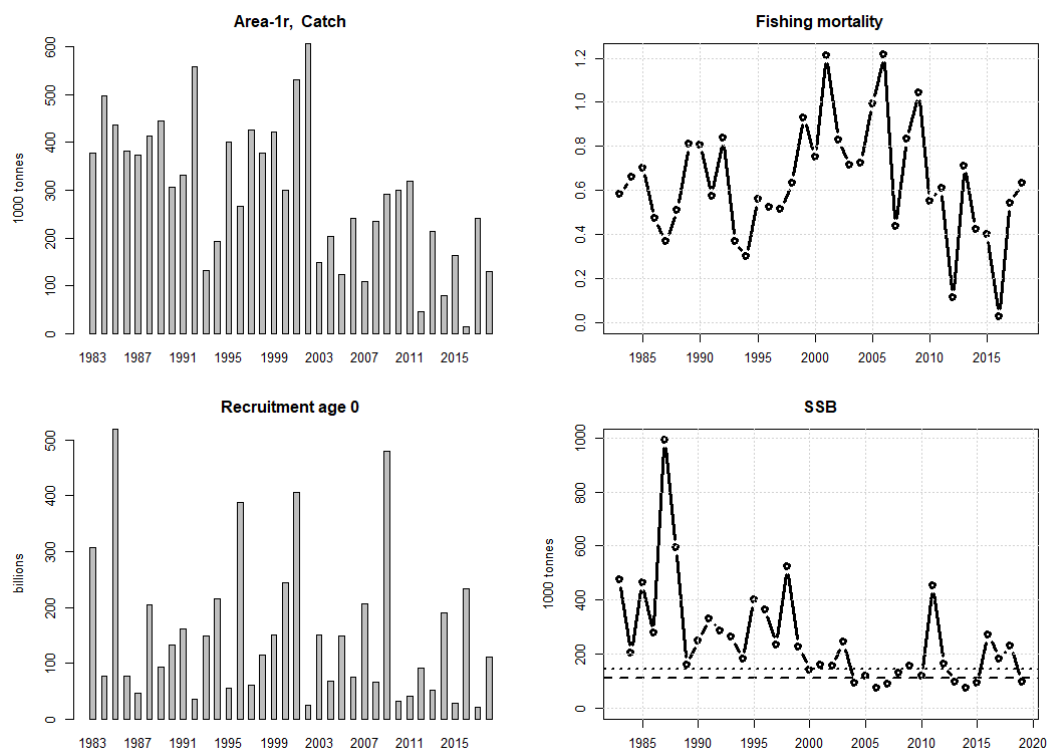 Area-1r,  Catch
1000 tonnes
0 100 200 300 400 500 600
1983 1987 1991 1995 1999 2003 2007 2011 2015
Fishing mortality
0.0 0.2 0.4 0.6 0.8 1.0 1.2
1985 1990 1995 2000 2005 2010 2015
Recruitment age 0
billions
0 100 200 300 400 500
1983 1987 1991 1995 1999 2003 2007 2011 2015
SSB
1000 tonnes
0 200 400 600 800 1000
1985 1990 1995 2000 2005 2010 2015 2020